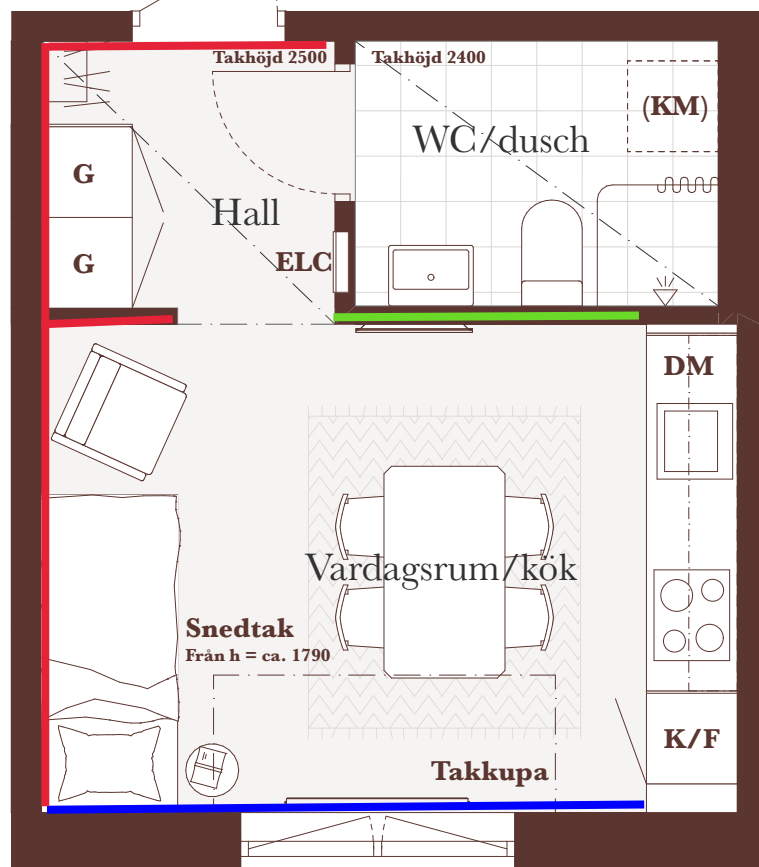 Takhöjd 2500
Takhöjd 2400
(KM)
WC/dusch
G
Hall
G
ELC
DM
Vardagsrum/kök
Snedtak
Från h = ca. 1790
K/F
Takkupa